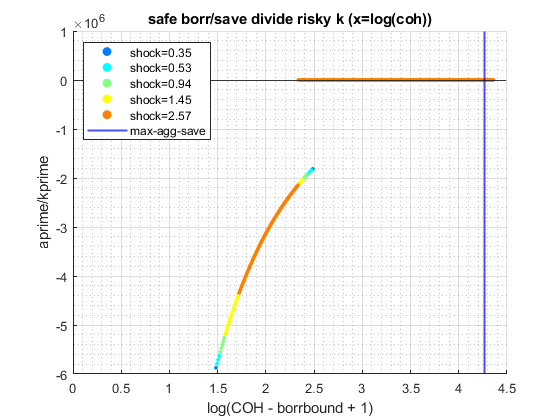 safe borr/save divide risky k (x=log(coh))
×10^6
1
0
-1
-2
-3
-4
-5
-6
aprime/kprime
shock=0.35
shock=0.53
shock=0.94
shock=1.45
shock=2.57
max-agg-save
0 0.5 1 1.5 2 2.5 3 3.5 4 4.5
log(COH - borrbound + 1)